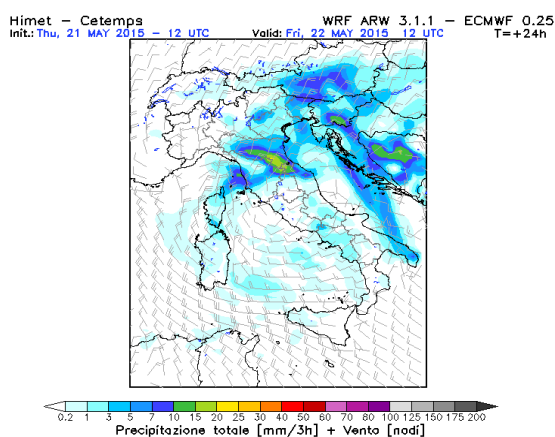 Himet – Cetemps WRF ARW 3.1.1 – ECMWF 0.25
Init.: Thu, 21 MAY 2015 – 12 UTC Valid: Fri, 22 MAY 2015 12 UTC T=+24h
0.2 1 3 5 7 10 15 20 25 30 40 50 60 70 80 100 125 150 175 200
Precipitazione totale [mm/3h] + Vento [nodi]